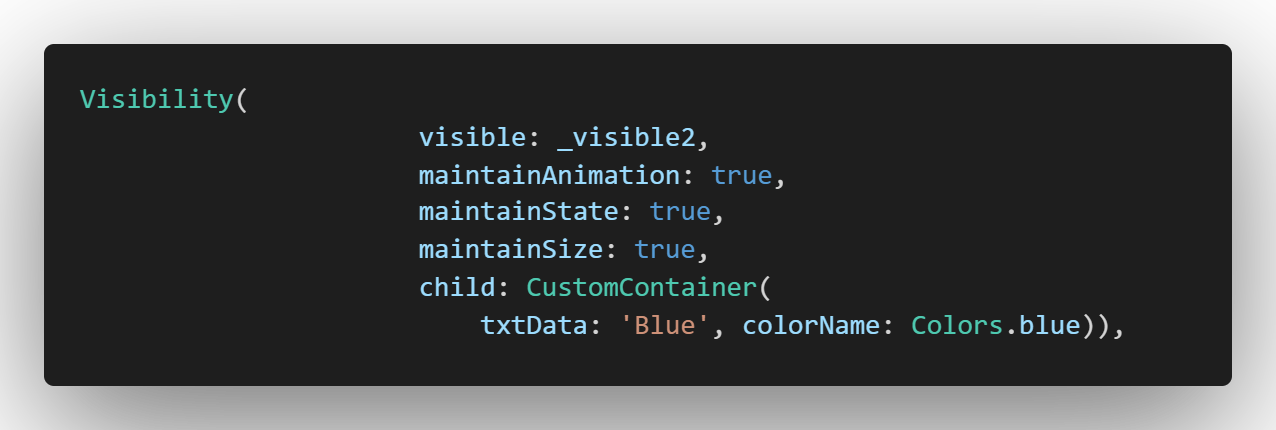 Visibility(
visible: _visible2,
maintainAnimation: true,
maintainState: true,
maintainSize: true,
child: CustomContainer(
txtData: 'Blue', colorName: Colors.blue)),